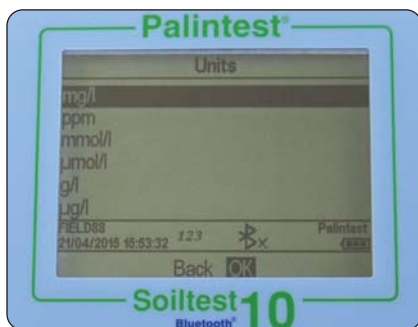 Palintest®
Units
mg/l
ppm
mmol/l
µmol/l
g/l
µg/l
FIELD88
21/04/2015 15:53:32 123 Palintest
Back OK
Soiltest 10
Bluetooth®